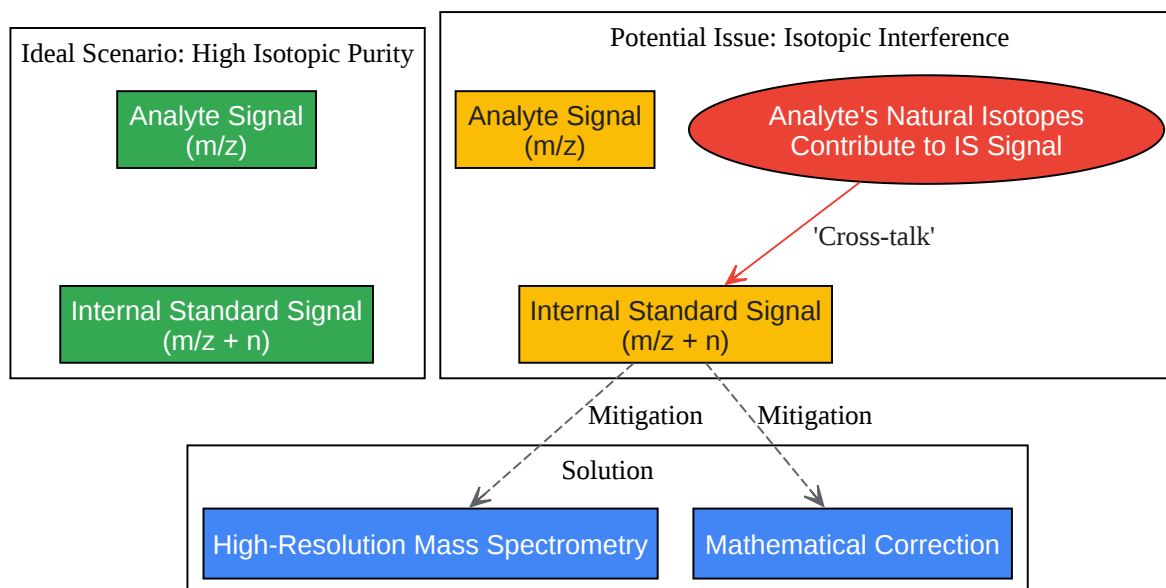 Ideal Scenario: High Isotopic Purity
Analyte Signal
(m/z)
Internal Standard Signal
(m/z + n)
Potential Issue: Isotopic Interference
Analyte Signal
(m/z)
Analyte's Natural Isotopes
Contribute to IS Signal
'Cross-talk'
Internal Standard Signal
(m/z + n)
Mitigation
Mitigation
Solution
High-Resolution Mass Spectrometry
Mathematical Correction